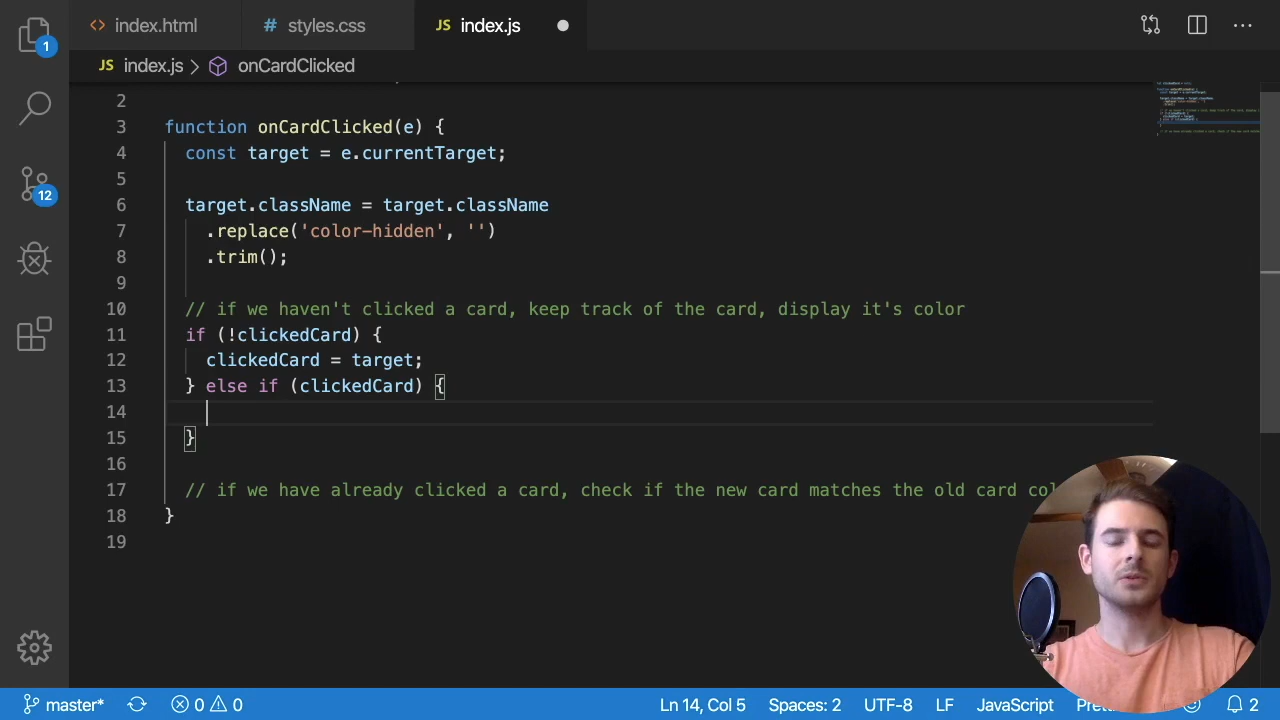 index.html
# styles.css
JS index.js
1
JS index.js > onCardClicked
2
3 function onCardClicked(e) {
4 const target = e.currentTarget;
5
6 target.className = target.className
7 .replace('color-hidden', '')
8 .trim();
9
10 // if we haven't clicked a card, keep track of the card, display it's color
11 if (!clickedCard) {
12 clickedCard = target;
13 } else if (clickedCard) {
14
15 }
16
17 // if we have already clicked a card, check if the new card matches the old card
18 }
19
12
master* 0 0 Ln 14, Col 5 Spaces: 2 UTF-8 LF JavaScript 2